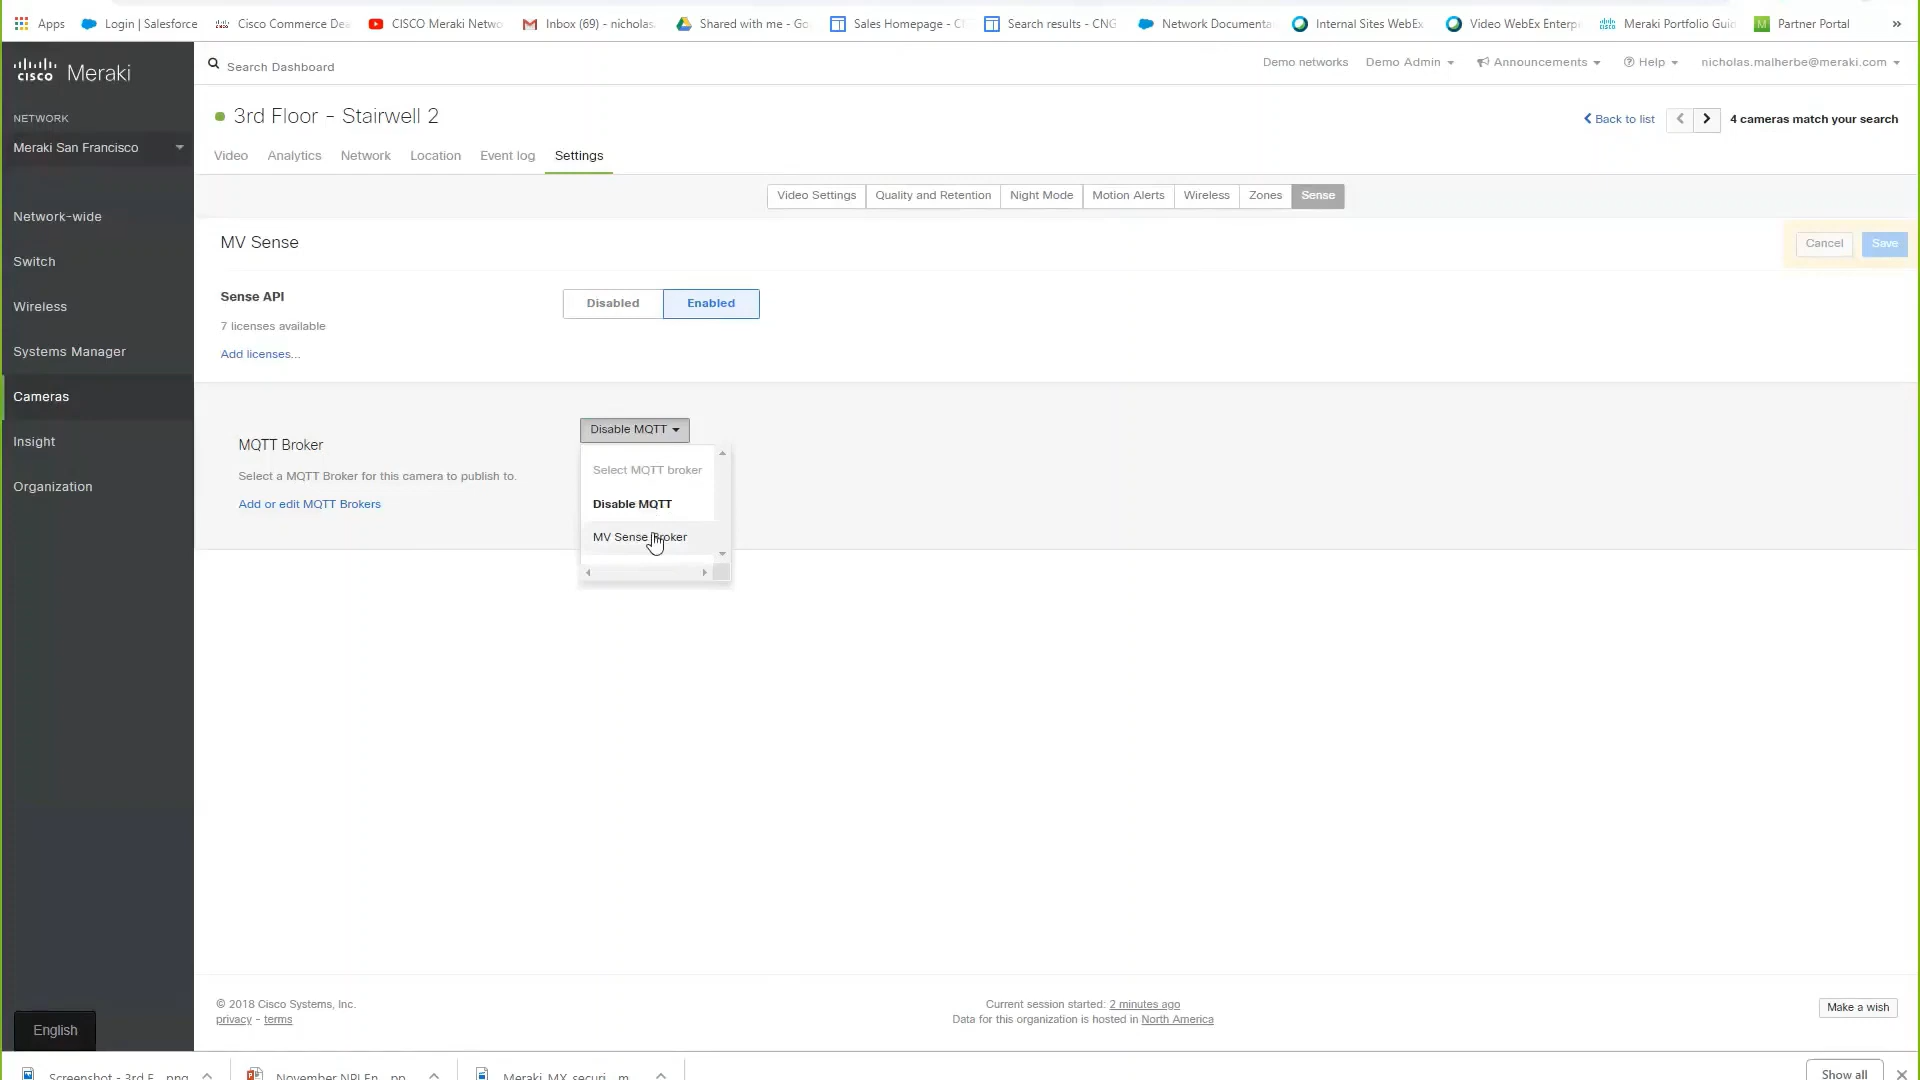 Apps
Login | Salesforce
Cisco Commerce De
CISCO Meraki Netwo
Inbox (69) - nicholas.
Shared with me - Go
Sales Homepage - C
Search results - CNG
Network Documenta
Internal Sites WebEx
Video WebEx Enterp
Meraki Portfolio Gui
M Partner Portal
»
cisco Meraki
Search Dashboard
Demo networks
Demo Admin
Announcements
Help
nicholas.malherbe@meraki.com
NETWORK
Meraki San Francisco
Network-wide
Switch
Wireless
Systems Manager
Cameras
Insight
Organization
English
3rd Floor - Stairwell 2
Back to list
4 cameras match your search
Video
Analytics
Network
Location
Event log
Settings
Video Settings
Quality and Retention
Night Mode
Motion Alerts
Wireless
Zones
Sense
MV Sense
Cancel
Save
Sense API
Disabled
Enabled
7 licenses available
Add licenses...
MQTT Broker
Disable MQTT
Select a MQTT Broker for this camera to publish to.
Add or edit MQTT Brokers
Select MQTT broker
Disable MQTT
MV Sense Broker
© 2018 Cisco Systems, Inc.
privacy - terms
Current session started: 2 minutes ago
Data for this organization is hosted in North America
Make a wish
Screenshot - 3rd F....png
November NPI En....pp
Meraki_MX_securi....m
Show all